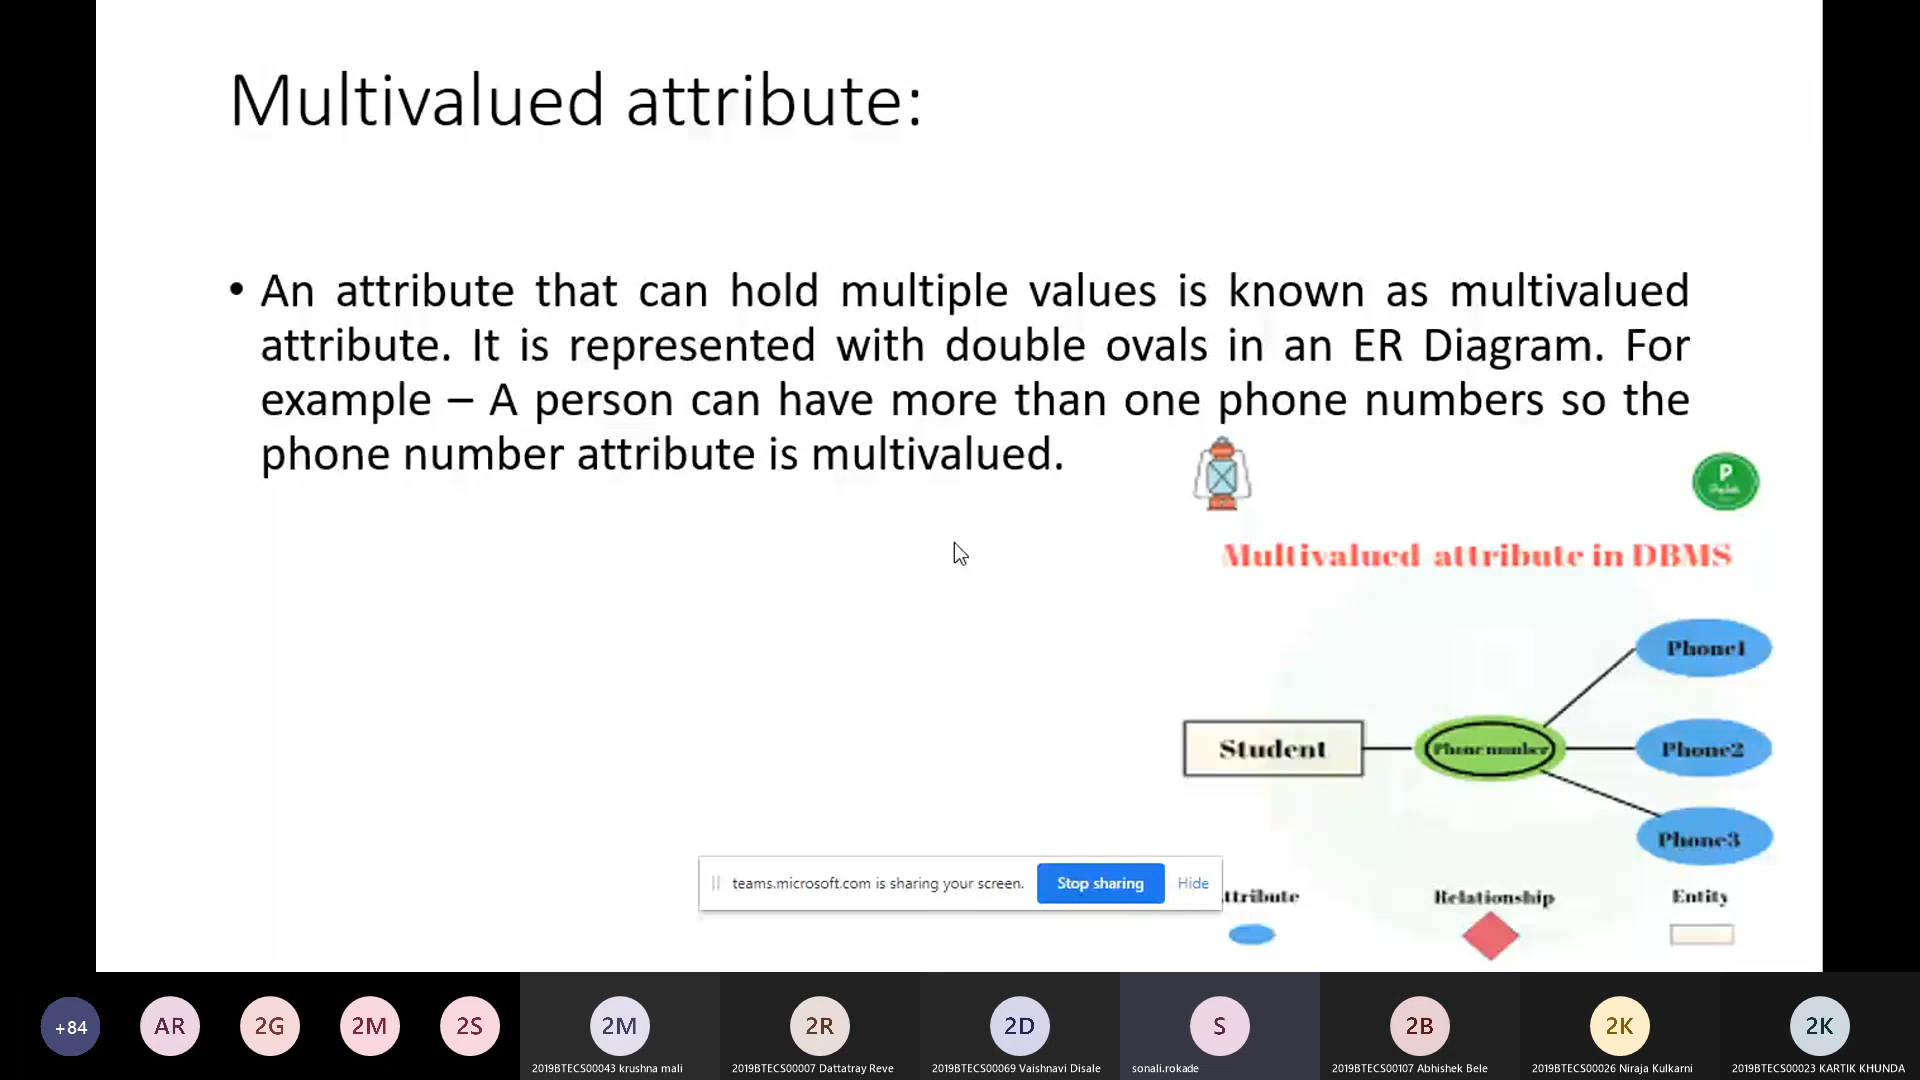 Multivalued attribute:
• An attribute that can hold multiple values is known as multivalued
attribute. It is represented with double ovals in an ER Diagram. For
example – A person can have more than one phone numbers so the
phone number attribute is multivalued.
P
Multivalued attribute in DBMS
Phone1
Student
Phone number
Phone2
Phone3
teams.microsoft.com is sharing your screen.
Stop sharing
Hide
ttribute
Relationship
Entity
+84
AR
2G
2M
2S
2M
2R
2D
S
2B
2K
2K
2019BTECS00043 krushna mali
2019BTECS00007 Dattatray Reve
2019BTECS00069 Vaishnavi Disale
sonali.rokade
2019BTECS00107 Abhishek Bele
2019BTECS00026 Niraja Kulkarni
2019BTECS00023 KARTIK KHUNDA